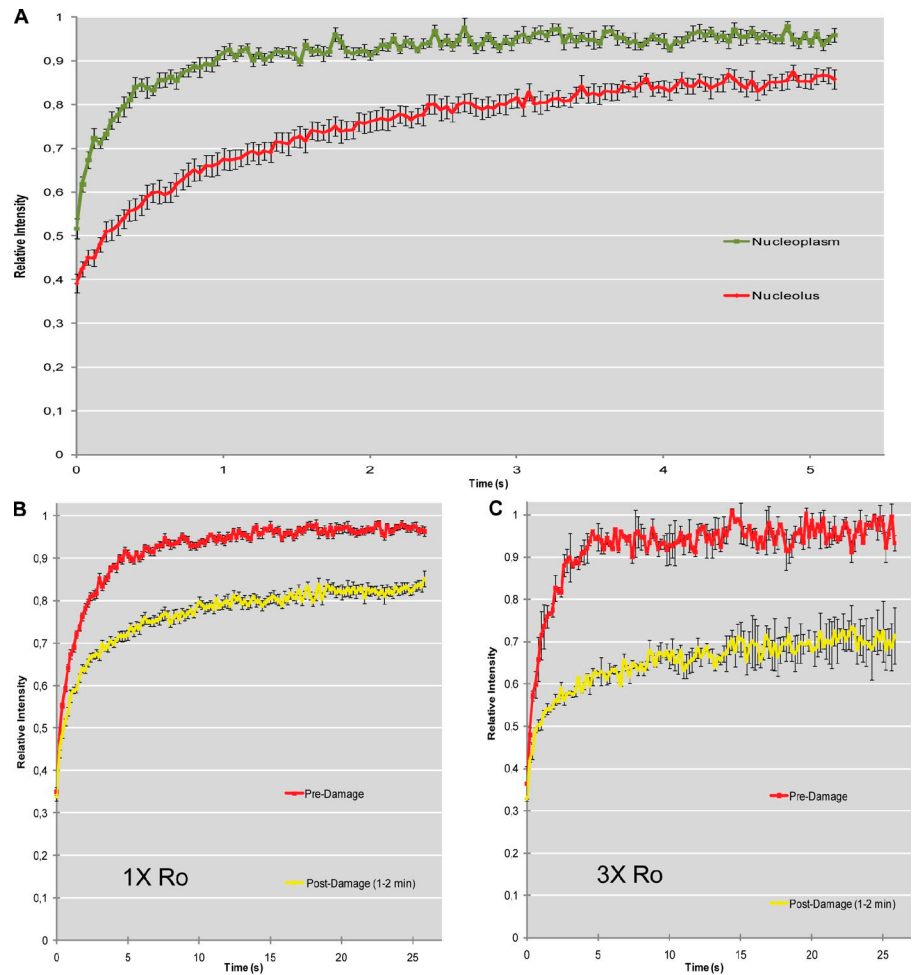 A
1
0,9
0,8
0,7
0,6
0,5
0,4
0,3
0,2
0,1
0
Relative Intensity
Nucleoplasm
Nucleolus
0 1 2 3 4 5
Time (s)
B
1
0,9
0,8
0,7
0,6
0,5
0,4
0,3
0,2
0,1
0
Relative Intensity
Pre-Damage
1X Ro
Post-Damage (1-2 min)
0 5 10 15 20 25
Time (s)
C
1
0,9
0,8
0,7
0,6
0,5
0,4
0,3
0,2
0,1
0
Relative Intensity
Pre-Damage
3X Ro
Post-Damage (1-2 min)
0 5 10 15 20 25
Time (s)